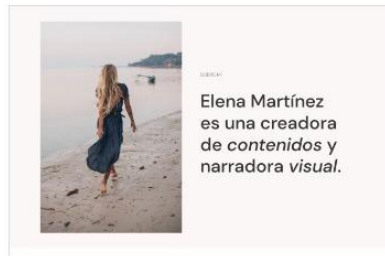 Elena Martínez
es una creadora
de contenidos y
narradora visual.